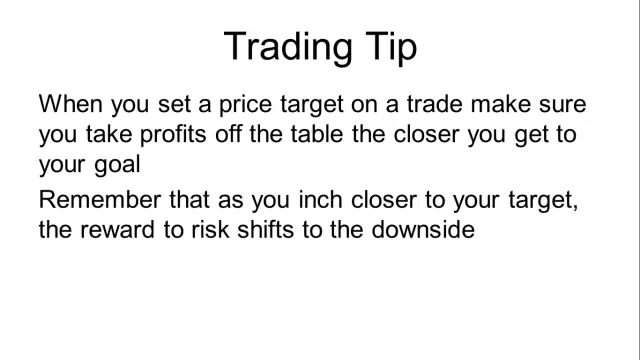 Trading Tip
When you set a price target on a trade make sure
you take profits off the table the closer you get to
your goal
Remember that as you inch closer to your target,
the reward to risk shifts to the downside